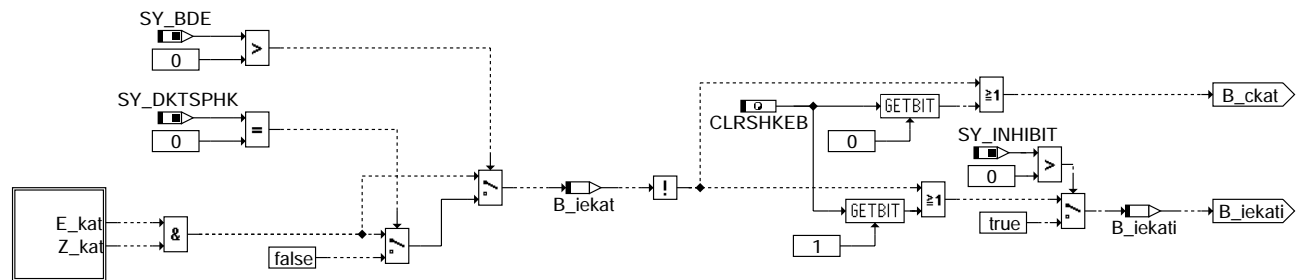 SY_BDE
0
>
SY_DKTSPHK
0
=
E_kat
Z_kat
&
false
B_iekat
!
CLRSHKEB
GETBIT
0
≧1
B_ckat
SY_INHIBIT
0
>
GETBIT
1
≧1
true
B_iekati
B_iekati